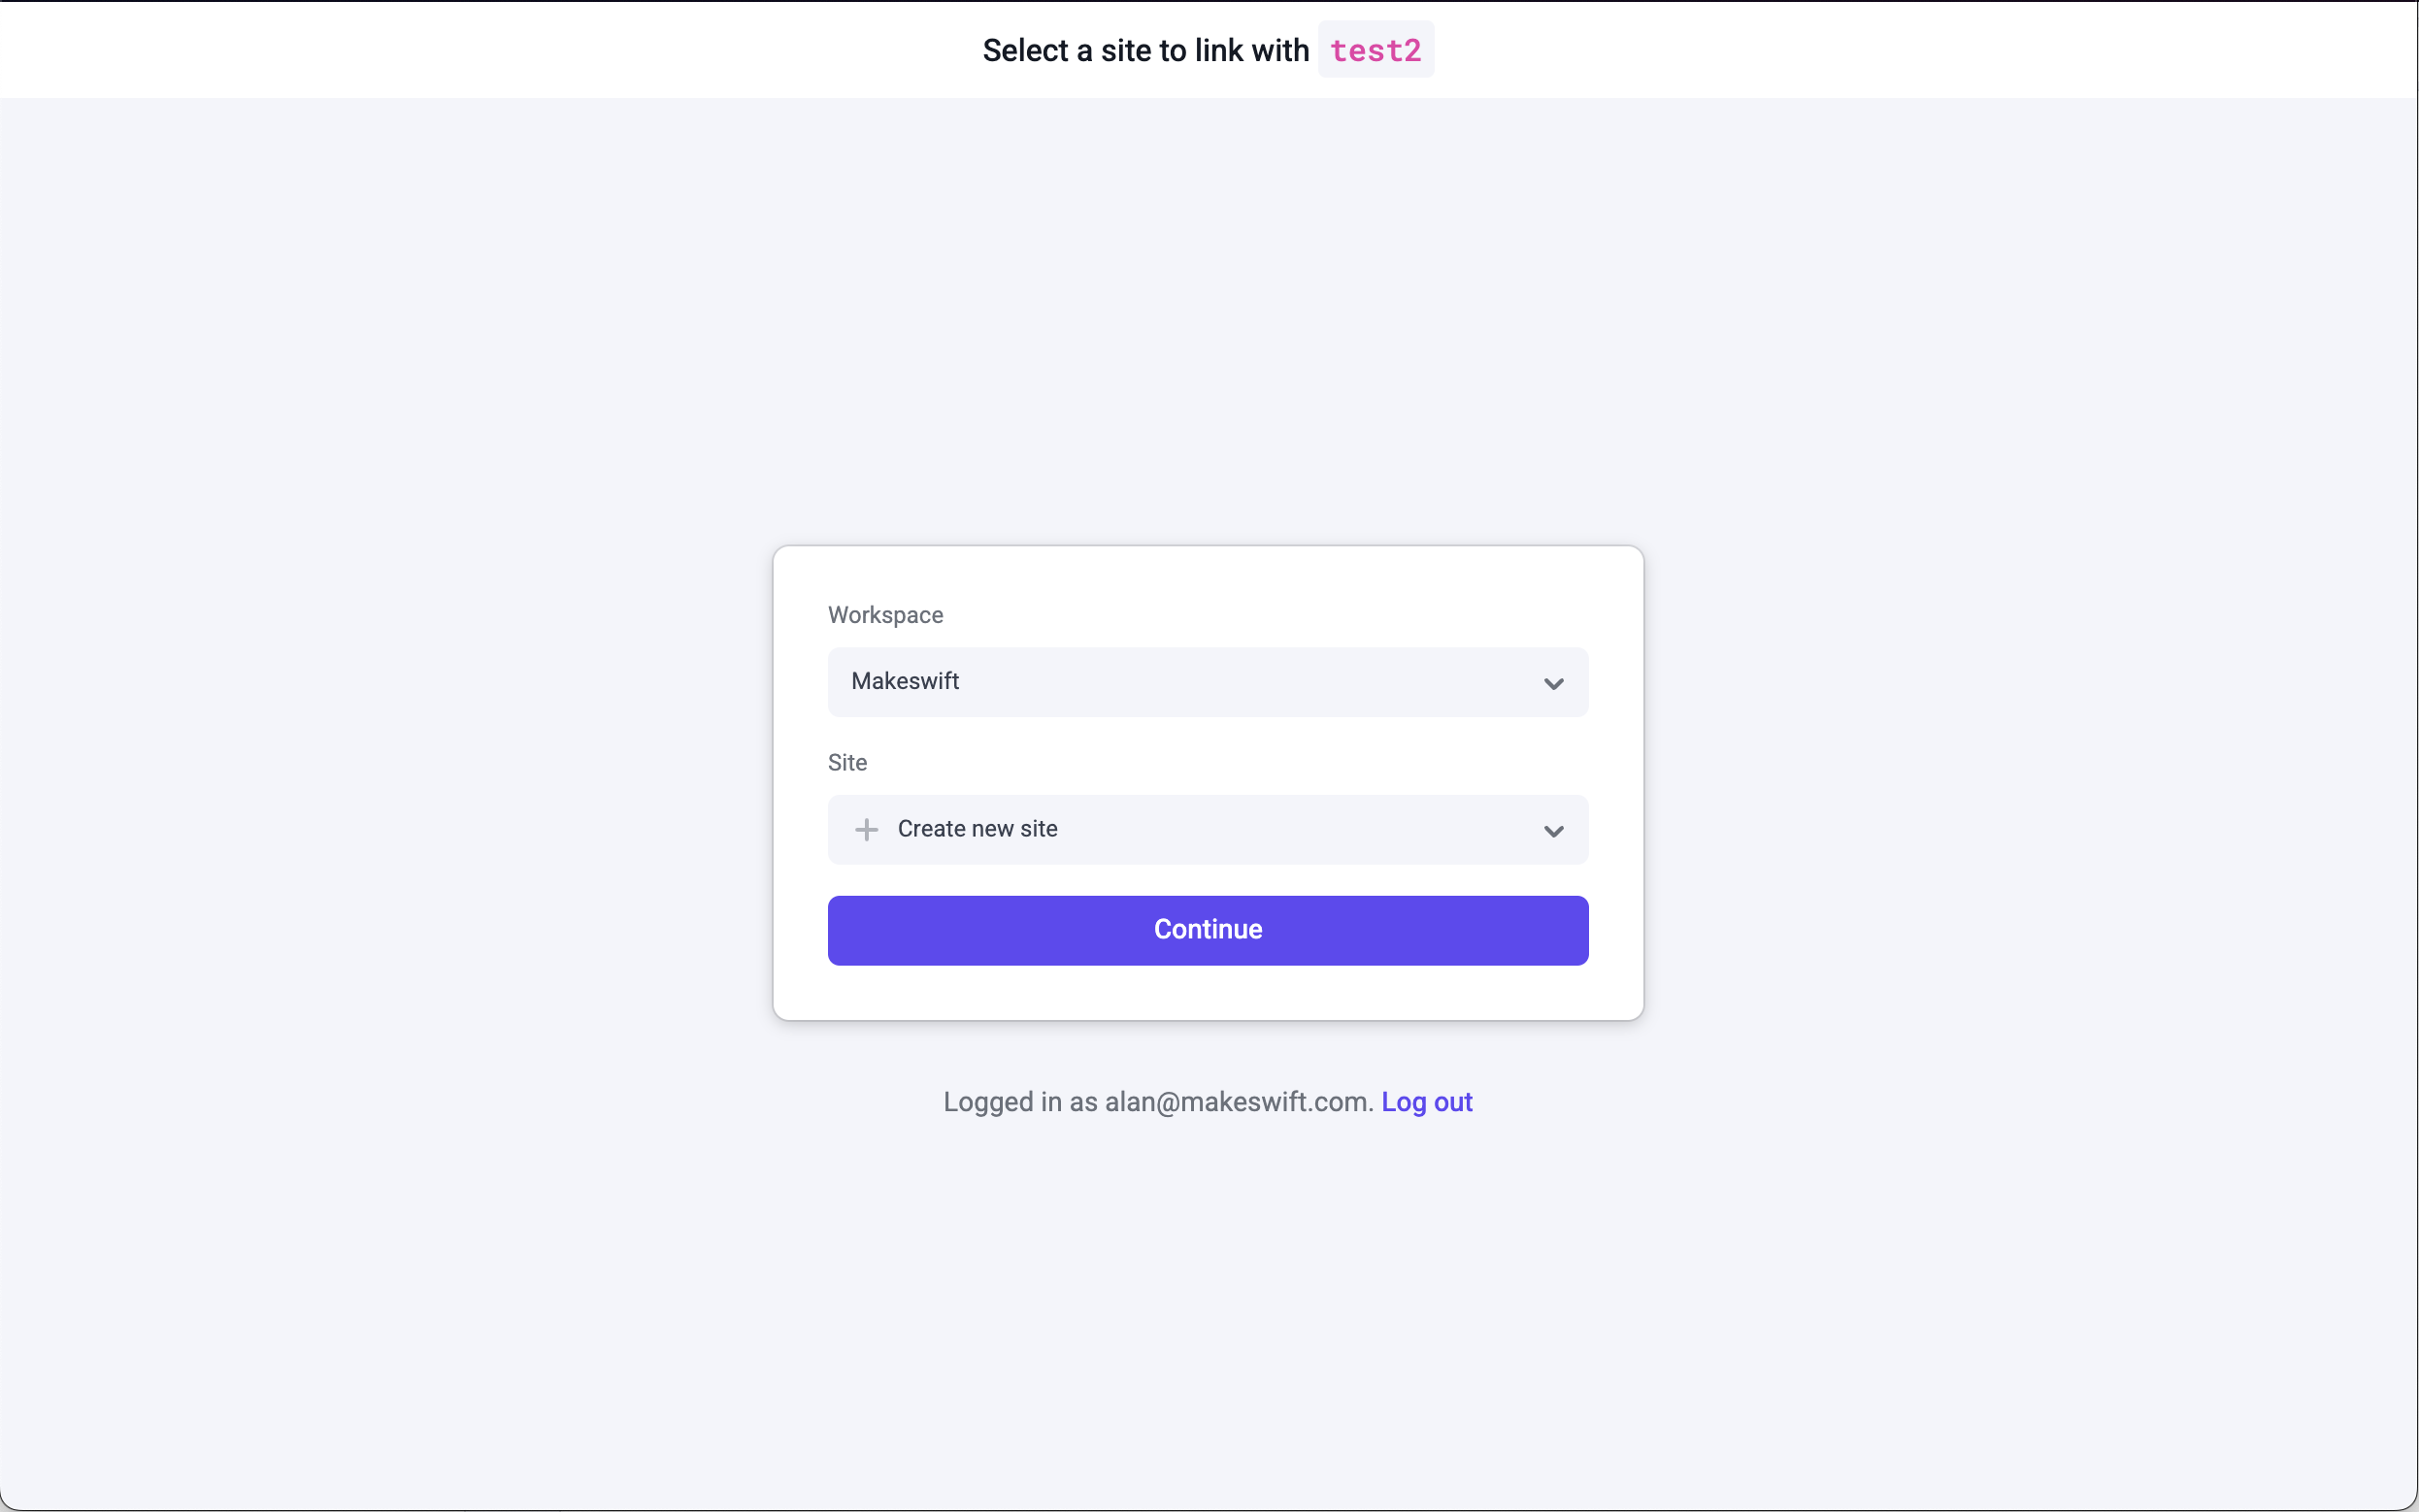 Select a site to link with test2
Workspace
Makeswift
Site
Create new site
Continue
Logged in as alan@makeswift.com. Log out